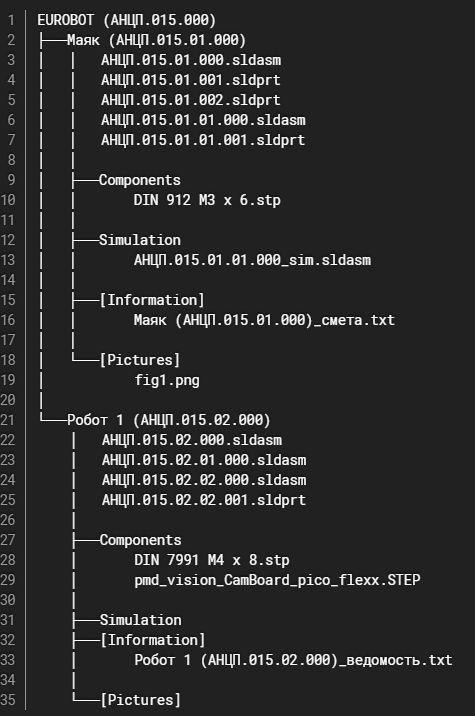 1 EUROBOT (АНЦП.015.000)
2 ├──Маяк (АНЦП.015.01.000)
3 │   │   АНЦП.015.01.000.sldasm
4 │   │   АНЦП.015.01.001.sldprt
5 │   │   АНЦП.015.01.002.sldprt
6 │   │   АНЦП.015.01.01.000.sldasm
7 │   │   АНЦП.015.01.01.001.sldprt
8 │   │
9 │   ├──Components
10 │   │       DIN 912 M3 x 6.stp
11 │   │
12 │   ├──Simulation
13 │   │       АНЦП.015.01.01.000_sim.sldasm
14 │   │
15 │   ├──[Information]
16 │   │       Маяк (АНЦП.015.01.000)_смета.txt
17 │   │
18 │   └──[Pictures]
19 │           fig1.png
20 │
21 └──Робот 1 (АНЦП.015.02.000)
22     │   АНЦП.015.02.000.sldasm
23     │   АНЦП.015.02.01.000.sldasm
24     │   АНЦП.015.02.02.000.sldasm
25     │   АНЦП.015.02.02.001.sldprt
26     │
27     ├──Components
28     │       DIN 7991 M4 x 8.stp
29     │       pmd_vision_CamBoard_pico_flexx.STEP
30     │
31     ├──Simulation
32     ├──[Information]
33     │       Робот 1 (АНЦП.015.02.000)_ведомость.txt
34     │
35     └──[Pictures]